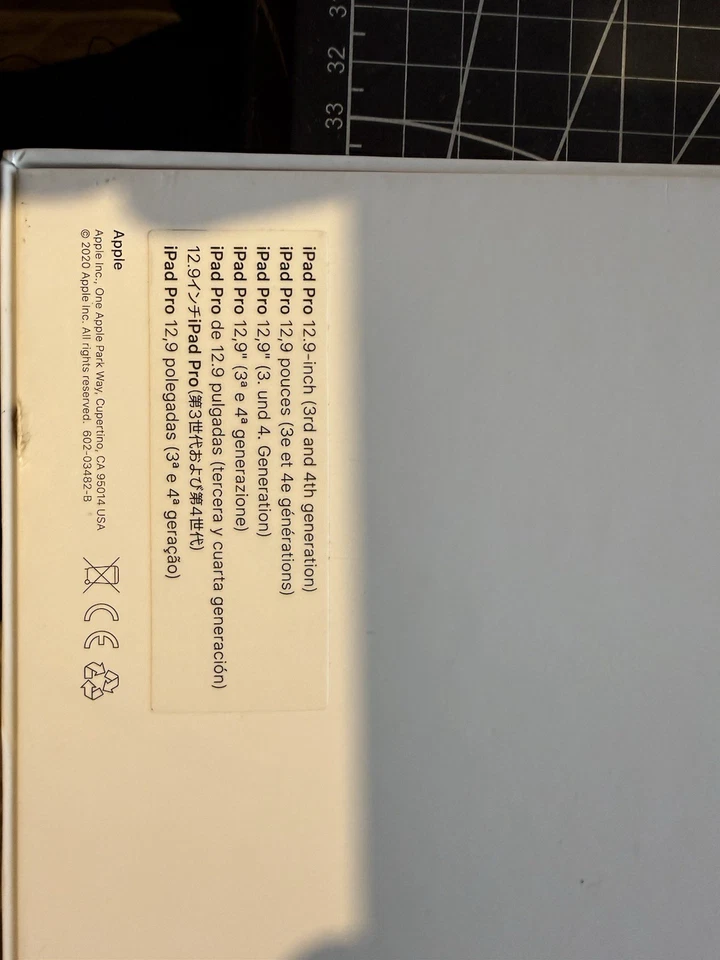 iPad Pro 12.9-inch (3rd and 4th generation)
iPad Pro 12,9 pouces (3e et 4e générations)
iPad Pro 12,9" (3. und 4. Generation)
iPad Pro 12,9" (3ª e 4ª generazione)
iPad Pro de 12.9 pulgadas (tercera y cuarta generación)
12.9インチiPad Pro(第3世代および第4世代)
iPad Pro 12,9 polegadas (3ª e 4ª geração)
Apple
Apple Inc., One Apple Park Way, Cupertino, CA 95014 USA
© 2020 Apple Inc. All rights reserved. 602-03482-B
CE
32
33